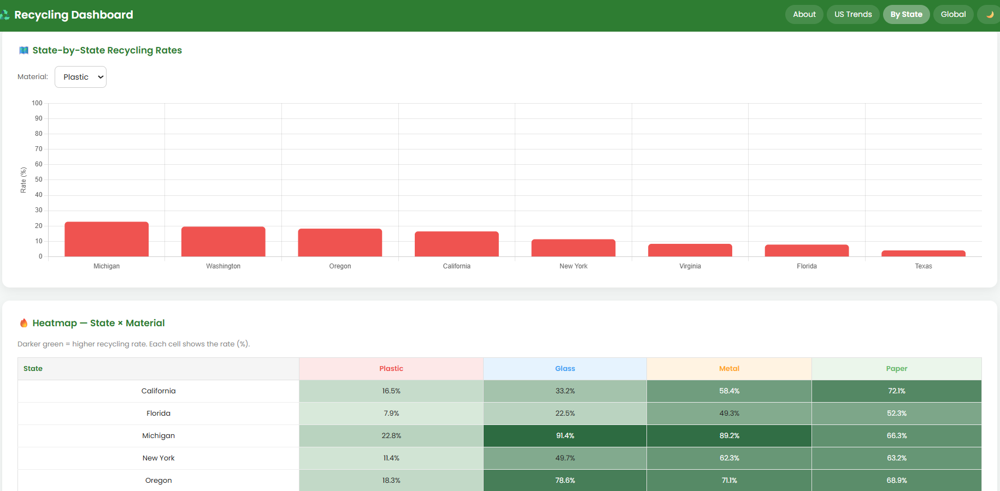 Recycling Dashboard
About US Trends By State Global
State-by-State Recycling Rates
Material: Plastic
100
90
80
70
60
50
40
30
20
10
0
Rate (%)
Michigan Washington Oregon California New York Virginia Florida Texas
Heatmap — State × Material
Darker green = higher recycling rate. Each cell shows the rate (%).
State Plastic Glass Metal Paper
California 16.5% 33.2% 58.4% 72.1%
Florida 7.9% 22.5% 49.3% 52.3%
Michigan 22.8% 91.4% 89.2% 66.3%
New York 11.4% 49.7% 62.3% 63.2%
Oregon 18.3% 78.6% 71.1% 68.9%